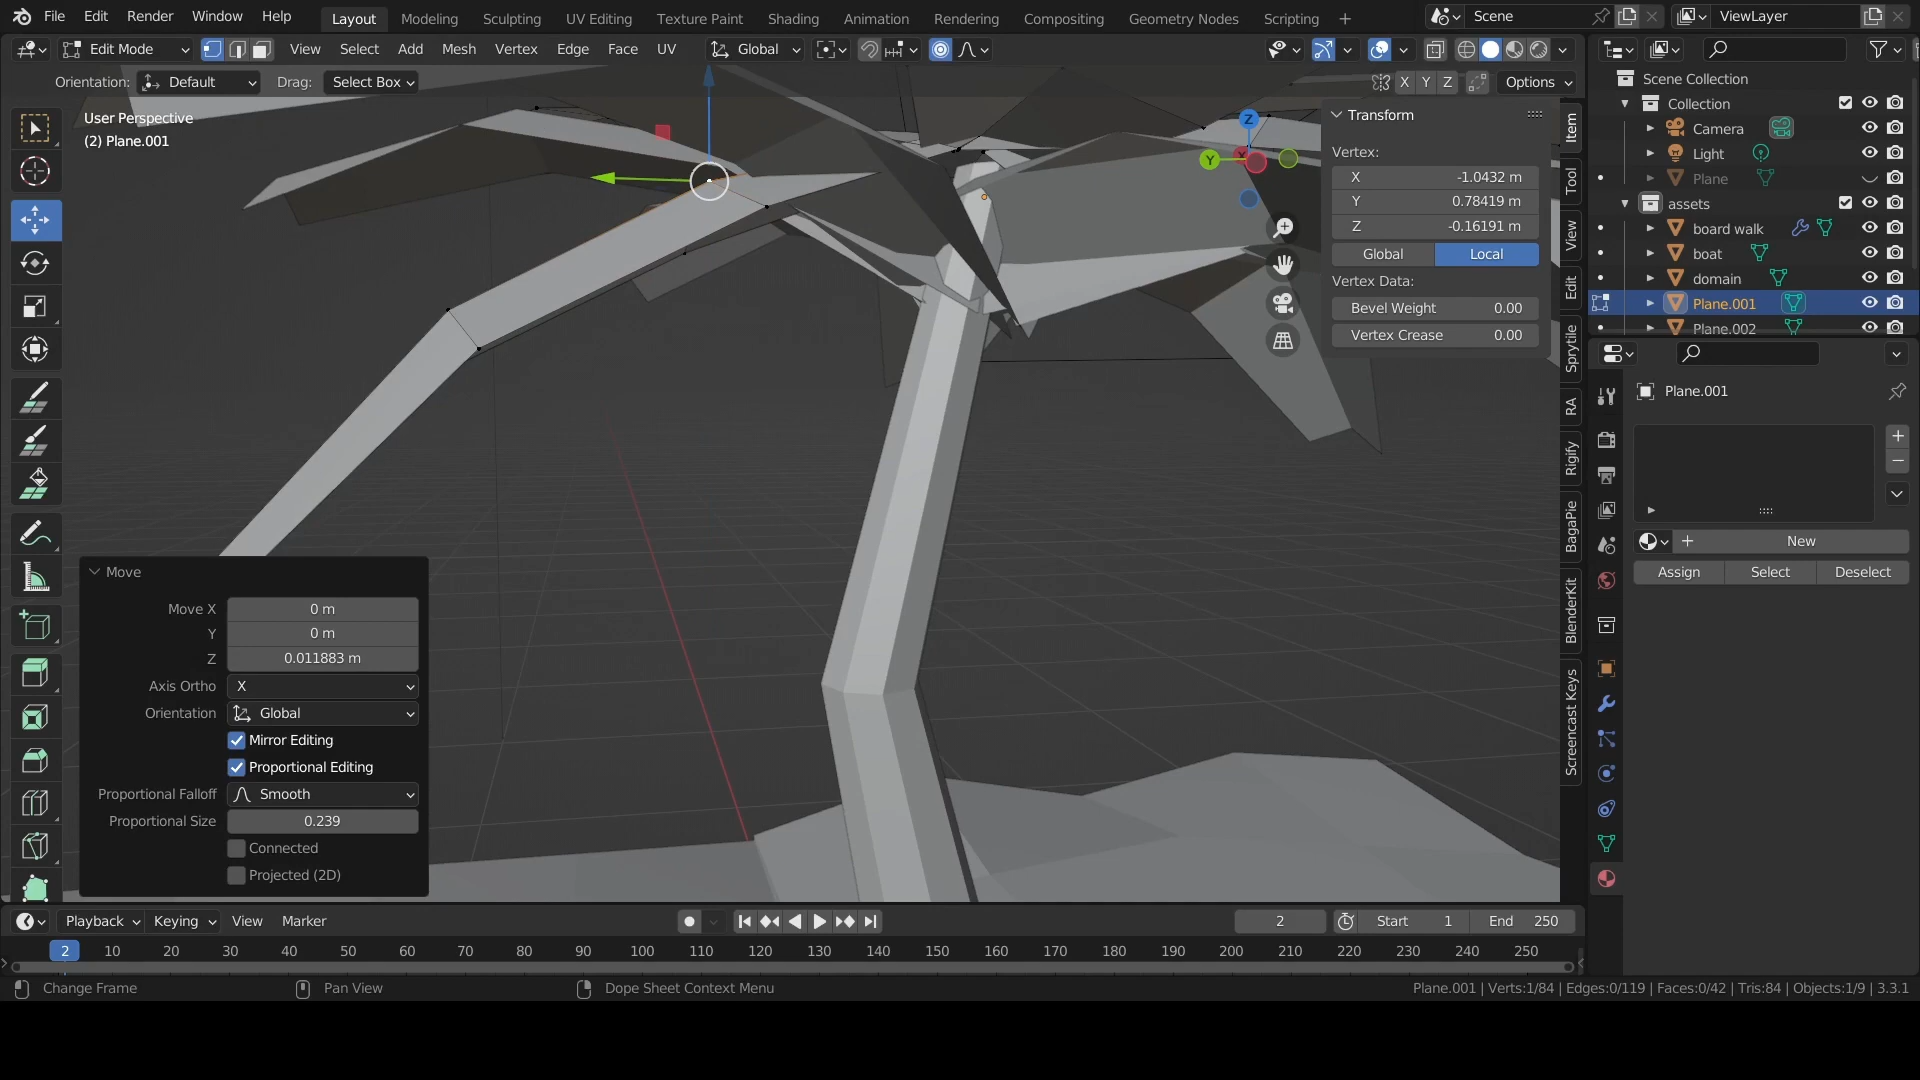 File Edit Render Window Help Layout Modeling Sculpting UV Editing Texture Paint Shading Animation Rendering Compositing Geometry Nodes Scripting + Scene ViewLayer
Edit Mode View Select Add Mesh Vertex Edge Face UV Global
Orientation: Default Drag: Select Box X Y Z Options
User Perspective
(2) Plane.001
Z
Y
X
Transform
Vertex:
X -1.0432 m
Y 0.78419 m
Z -0.16191 m
Global Local
Vertex Data:
Bevel Weight 0.00
Vertex Crease 0.00
Item
Tool
View
Edit
Sprytile
RA
Rigify
BagaPie
BlenderKit
Screencast Keys
Scene Collection
Collection
Camera
Light
Plane
assets
board walk
boat
domain
Plane.001
Plane.002
Plane.001
+ New
Assign Select Deselect
Move
Move X 0 m
Y 0 m
Z 0.011883 m
Axis Ortho X
Orientation Global
Mirror Editing
Proportional Editing
Proportional Falloff Smooth
Proportional Size 0.239
Connected
Projected (2D)
Playback Keying View Marker 2 Start 1 End 250
2 10 20 30 40 50 60 70 80 90 100 110 120 130 140 150 160 170 180 190 200 210 220 230 240 250
Change Frame Pan View Dope Sheet Context Menu Plane.001 | Verts:1/84 | Edges:0/119 | Faces:0/42 | Tris:84 | Objects:1/9 | 3.3.1